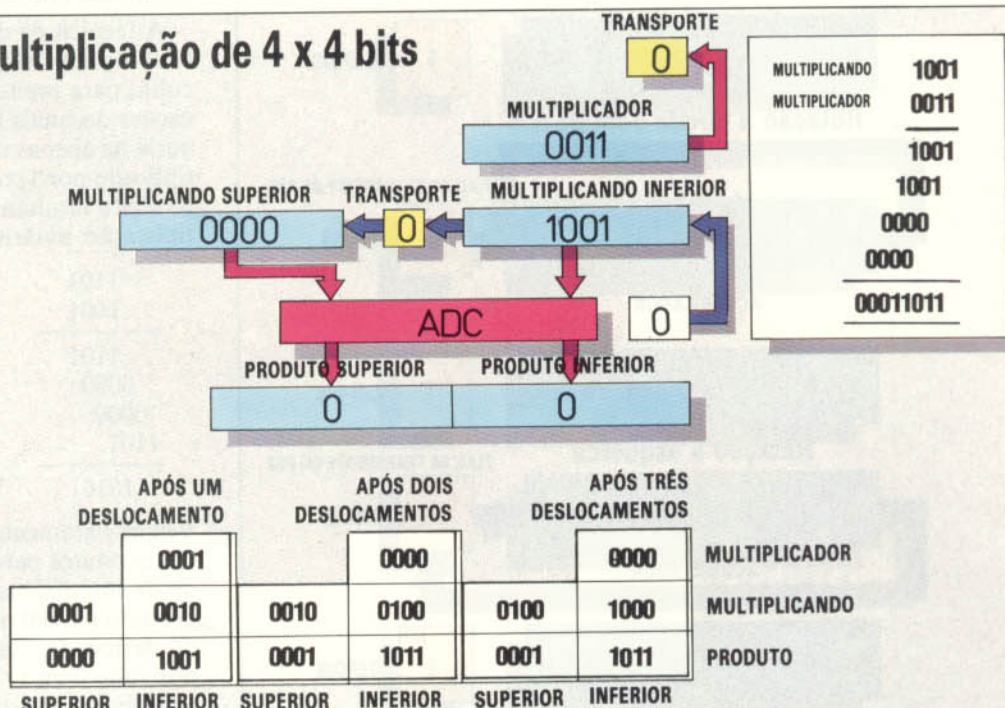 ultiplicação de 4 x 4 bits
TRANSPORTE
0
MULTIPLICADOR
0011
MULTIPLICANDO SUPERIOR TRANSPORTE MULTIPLICANDO INFERIOR
0000 0 1001
ADC 0
PRODUTO SUPERIOR PRODUTO INFERIOR
0 0
MULTIPLICANDO 1001
MULTIPLICADOR 0011
1001
1001
0000
0000
00011011
APÓS UM DESLOCAMENTO
APÓS DOIS DESLOCAMENTOS
APÓS TRÊS DESLOCAMENTOS
0001 0000 0000 MULTIPLICADOR
0001 0010 0010 0100 0100 1000 MULTIPLICANDO
0000 1001 0001 1011 0001 1011 PRODUTO
SUPERIOR INFERIOR SUPERIOR INFERIOR SUPERIOR INFERIOR